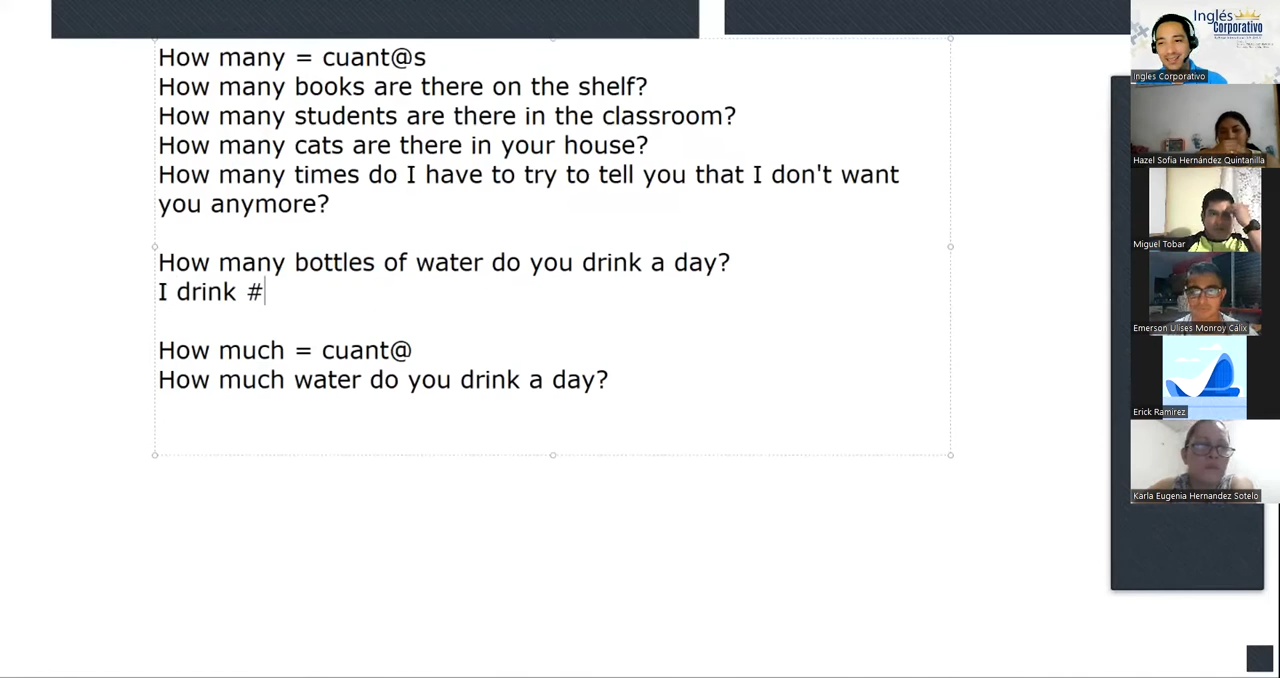 How many = cuant@s
How many books are there on the shelf?
How many students are there in the classroom?
How many cats are there in your house?
How many times do I have to try to tell you that I don't want
you anymore?
How many bottles of water do you drink a day?
I drink #
How much = cuant@
How much water do you drink a day?
Inglés
Corporativo
Ingles Corporativo
Hazel Sofia Hernández Quintanilla
Miguel Tobar
Emerson Ulises Monroy Cálix
Erick Ramirez
Karla Eugenia Hernandez Sotelo